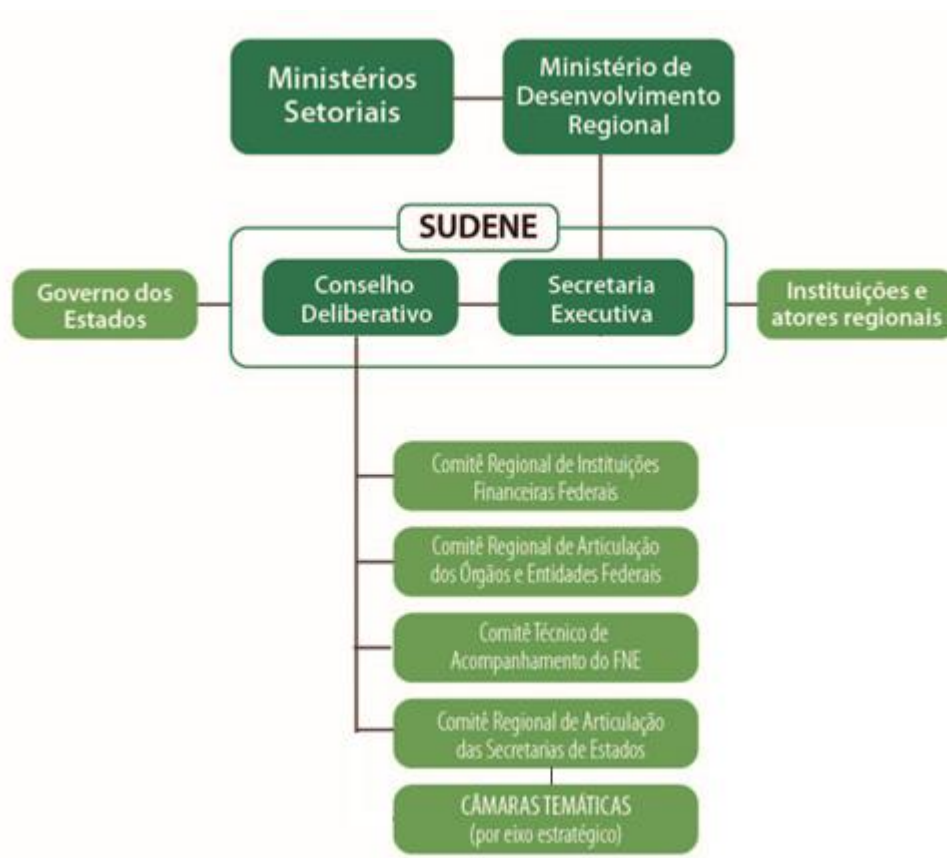 Ministérios
Setoriais
Ministério de
Desenvolvimento
Regional
SUDENE
Governo dos
Estados
Conselho
Deliberativo
Secretaria
Executiva
Instituições e
atores regionais
Comitê Regional de Instituições
Financeiras Federais
Comitê Regional de Articulação
dos Órgãos e Entidades Federais
Comitê Técnico de
Acompanhamento do FNE
Comitê Regional de Articulação
das Secretarias de Estados
CÂMARAS TEMÁTICAS
(por eixo estratégico)